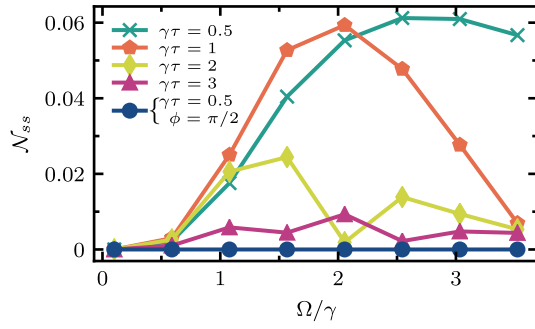 0.06
0.04
0.02
0
𝒩ss
γτ = 0.5
γτ = 1
γτ = 2
γτ = 3
{ γτ = 0.5
ϕ = π/2
0 1 2 3
Ω/γ